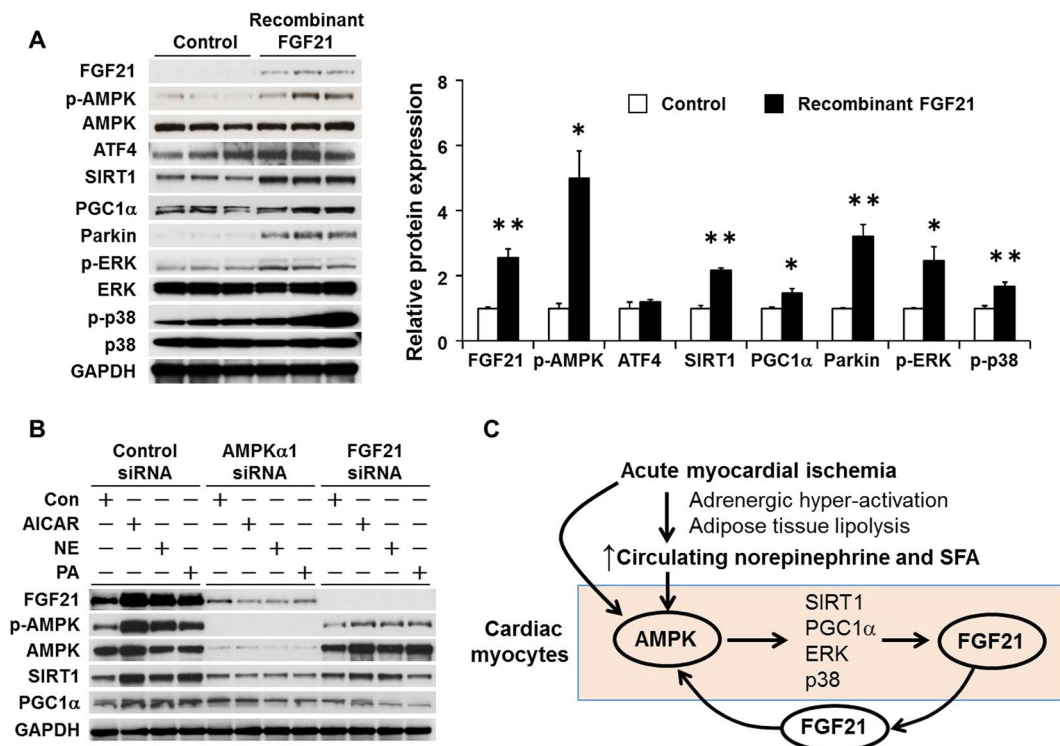 A
Control
Recombinant
FGF21
FGF21
p-AMPK
AMPK
ATF4
SIRT1
PGC1α
Parkin
p-ERK
ERK
p-p38
p38
GAPDH
Relative protein expression
8
6
4
2
0
Control Recombinant FGF21
** * ** * ** * **
FGF21 p-AMPK ATF4 SIRT1 PGC1α Parkin p-ERK p-p38
B
Control
siRNA
AMPKα1
siRNA
FGF21
siRNA
Con + − − − + − − − + − − −
AICAR − + − − − + − − − + − −
NE − − + − − − + − − − + −
PA − − − + − − − + − − − +
FGF21
p-AMPK
AMPK
SIRT1
PGC1α
GAPDH
C
Acute myocardial ischemia
Adrenergic hyper-activation
Adipose tissue lipolysis
↑Circulating norepinephrine and SFA
Cardiac
myocytes
AMPK
SIRT1
PGC1α
ERK
p38
FGF21
FGF21